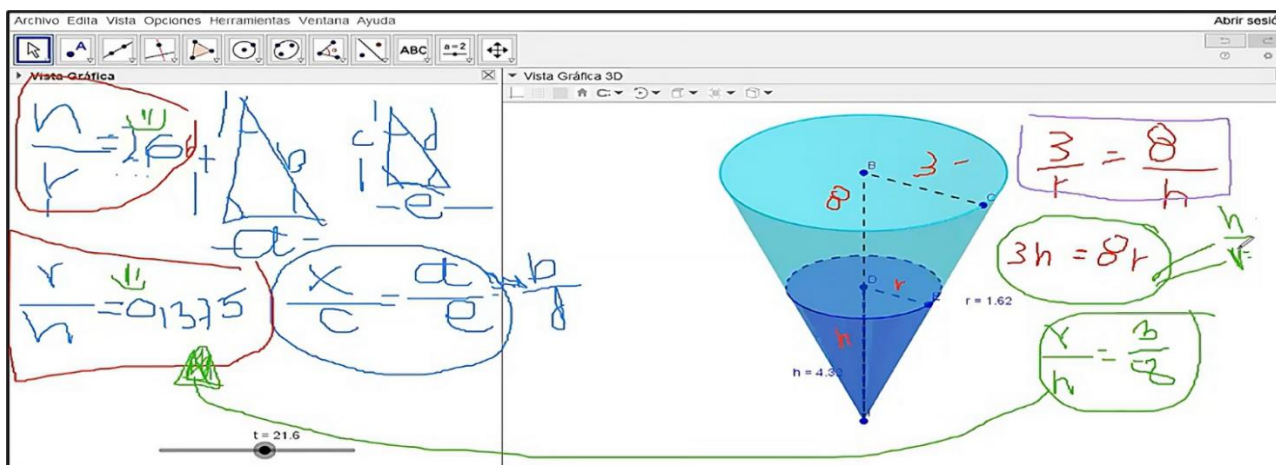 Archivo Edita Vista Opciones Herramientas Ventana Ayuda
Abrir sesió
ABC
a=2
Vista Gráfica
Vista Gráfica 3D
h/r =
x/c = a/e = b/d
r/h = 0,375
t = 21.6
B
3
8
C
D
r
E
r = 1.62
h
h = 4.32
3/r = 8/h
3h = 8r
h/r =
r/h = 3/8